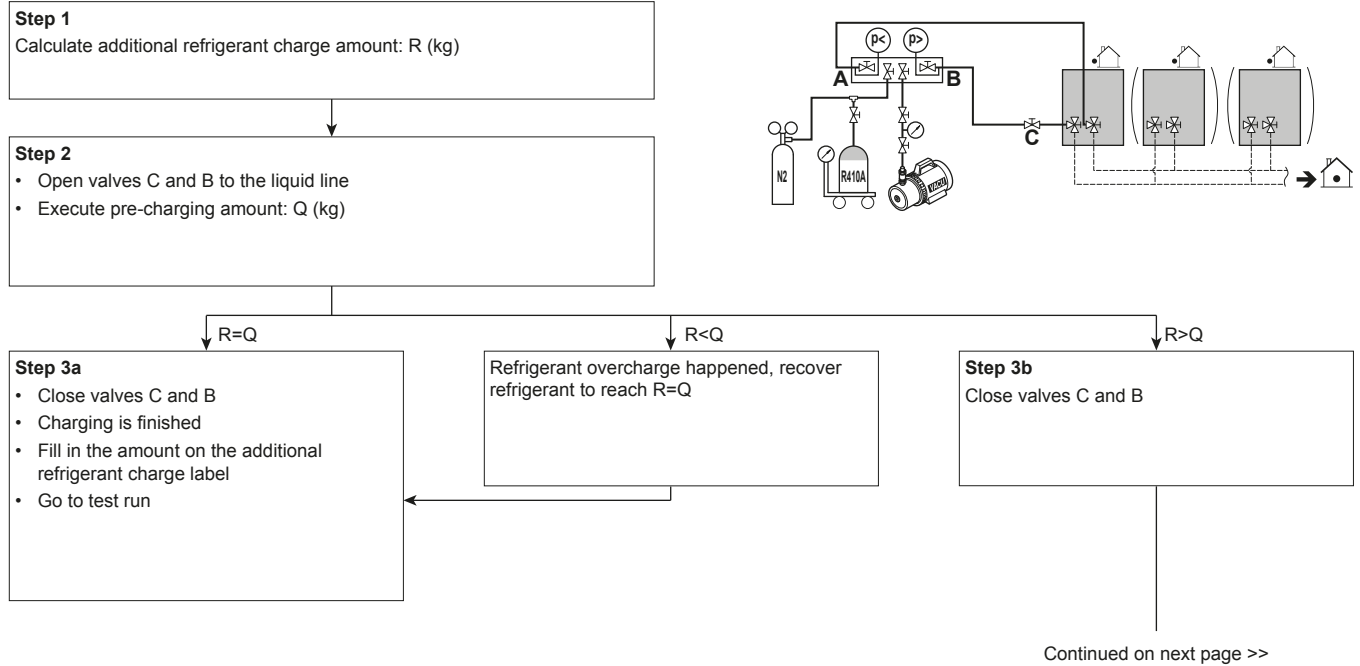 Step 1
Calculate additional refrigerant charge amount: R (kg)
Step 2
• Open valves C and B to the liquid line
• Execute pre-charging amount: Q (kg)
p<
p>
A
B
C
N2
R410A
VACU
R=Q
R<Q
R>Q
Step 3a
• Close valves C and B
• Charging is finished
• Fill in the amount on the additional
refrigerant charge label
• Go to test run
Refrigerant overcharge happened, recover
refrigerant to reach R=Q
Step 3b
Close valves C and B
Continued on next page >>